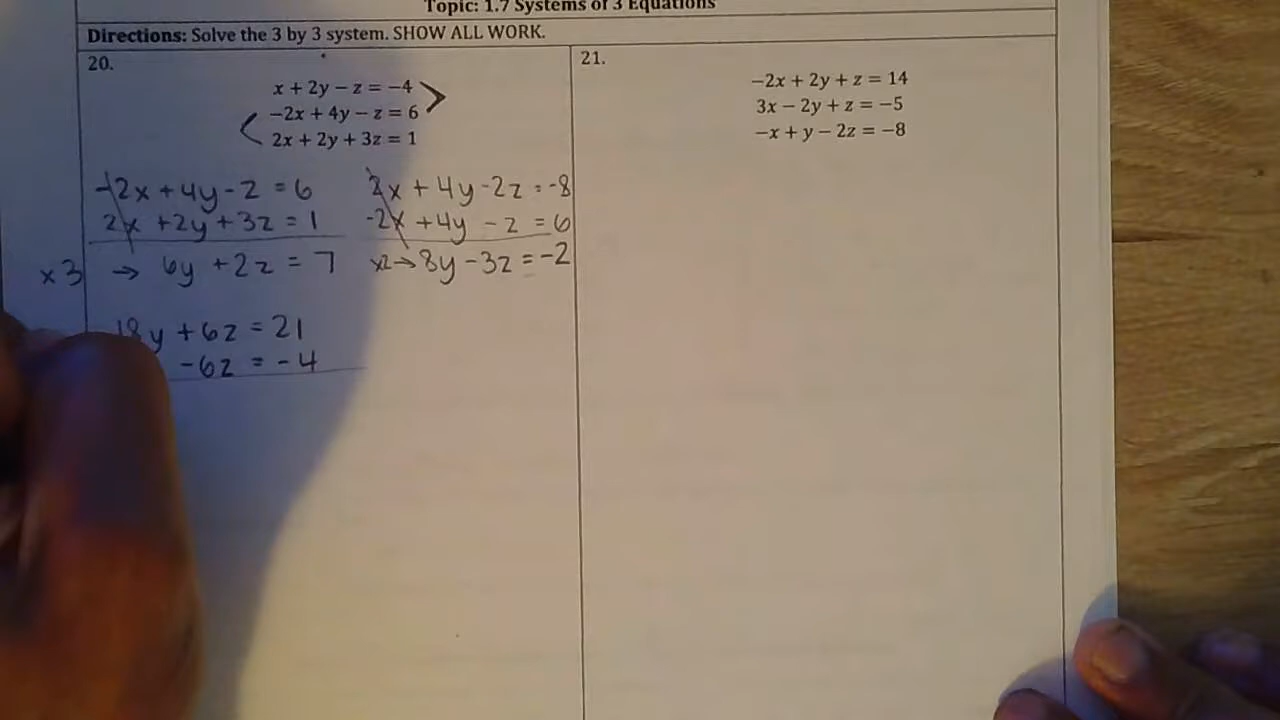 Topic: 1.7 Systems of 3 Equations
Directions: Solve the 3 by 3 system. SHOW ALL WORK.
20.
x + 2y − z = −4
−2x + 4y − z = 6
2x + 2y + 3z = 1
-2x + 4y - z = 6
2x + 2y + 3z = 1
x3 → 6y + 2z = 7
2x + 4y - 2z = -8
-2x + 4y - z = 6
x2 → 8y - 3z = -2
18y + 6z = 21
- 6z = -4
21.
−2x + 2y + z = 14
3x − 2y + z = −5
−x + y − 2z = −8